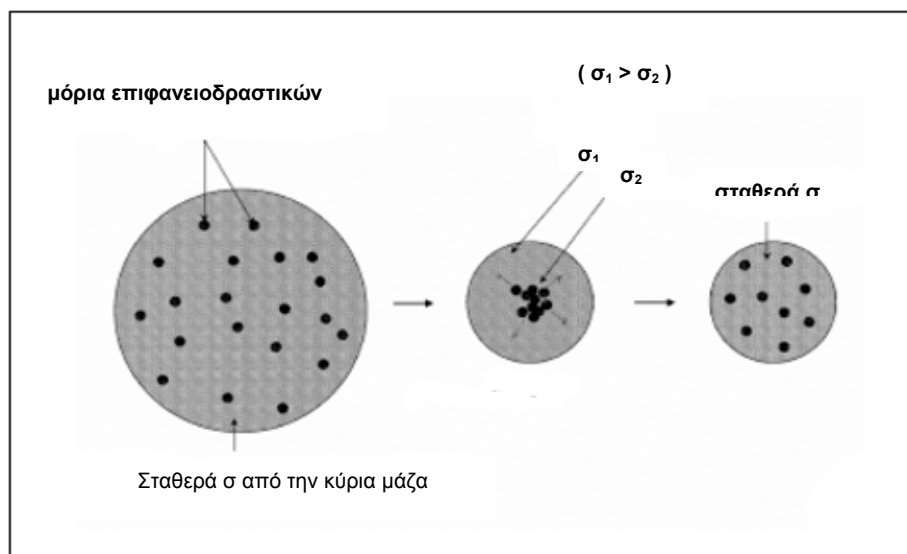 ( σ₁ > σ₂ )
μόρια επιφανειοδραστικών
σ₁
σ₂
σταθερά σ
Σταθερά σ από την κύρια μάζα